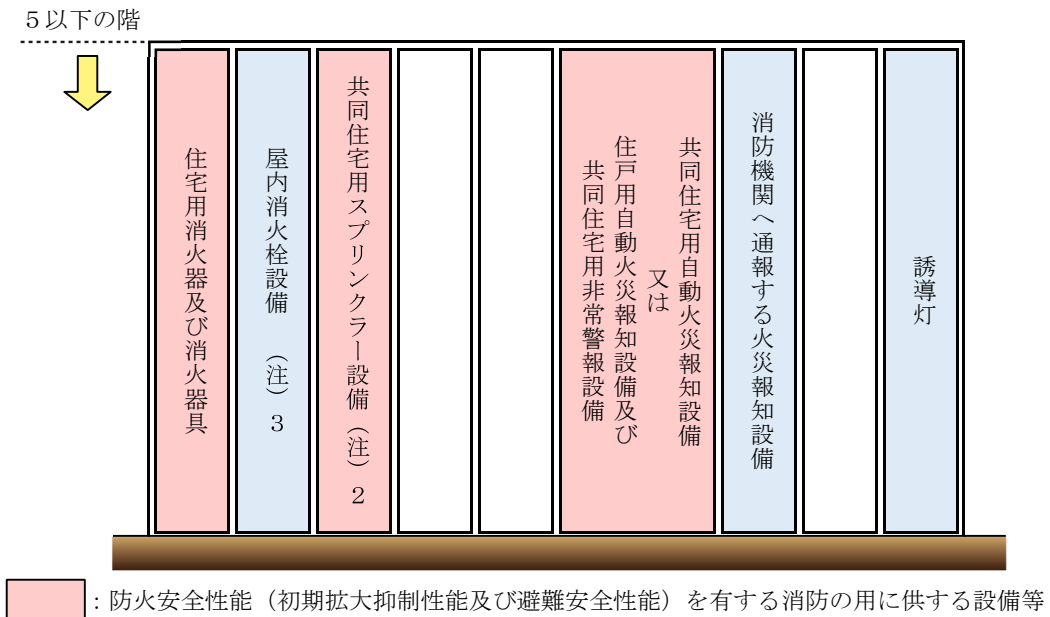 ５以下の階
住宅用消火器及び消火器具
屋内消火栓設備　（注）３
共同住宅用スプリンクラー設備（注）２
共同住宅用自動火災報知設備
又は
住戸用自動火災報知設備及び
共同住宅用非常警報設備
消防機関へ通報する火災報知設備
誘導灯
：防火安全性能（初期拡大抑制性能及び避難安全性能）を有する消防の用に供する設備等